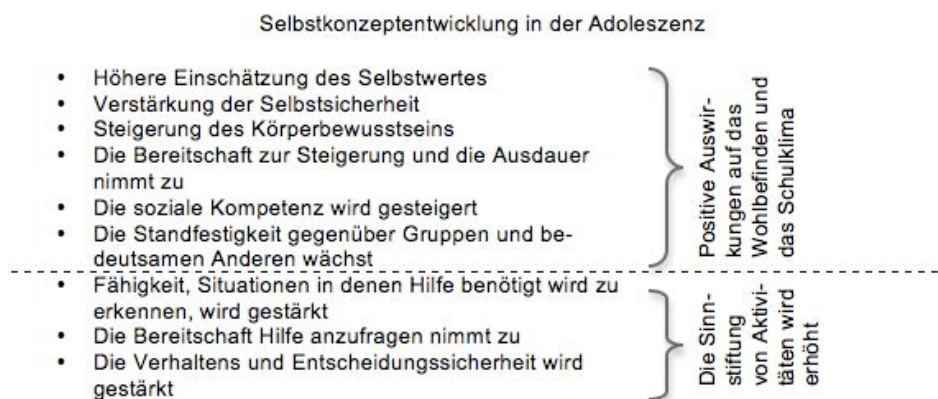 Selbstkonzeptentwicklung in der Adoleszenz
• Höhere Einschätzung des Selbstwertes
• Verstärkung der Selbstsicherheit
• Steigerung des Körperbewusstseins
• Die Bereitschaft zur Steigerung und die Ausdauer
nimmt zu
• Die soziale Kompetenz wird gesteigert
• Die Standfestigkeit gegenüber Gruppen und be-
deutsamen Anderen wächst
Positive Auswir-
kungen auf das
Wohlbefinden und
das Schulklima
• Fähigkeit, Situationen in denen Hilfe benötigt wird zu
erkennen, wird gestärkt
• Die Bereitschaft Hilfe anzufragen nimmt zu
• Die Verhaltens und Entscheidungssicherheit wird
gestärkt
Die Sinn-
stiftung
von Aktivi-
täten wird
erhöht